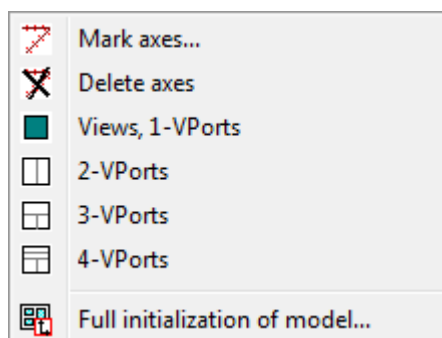 Mark axes...
Delete axes
Views, 1-VPorts
2-VPorts
3-VPorts
4-VPorts
Full initialization of model...